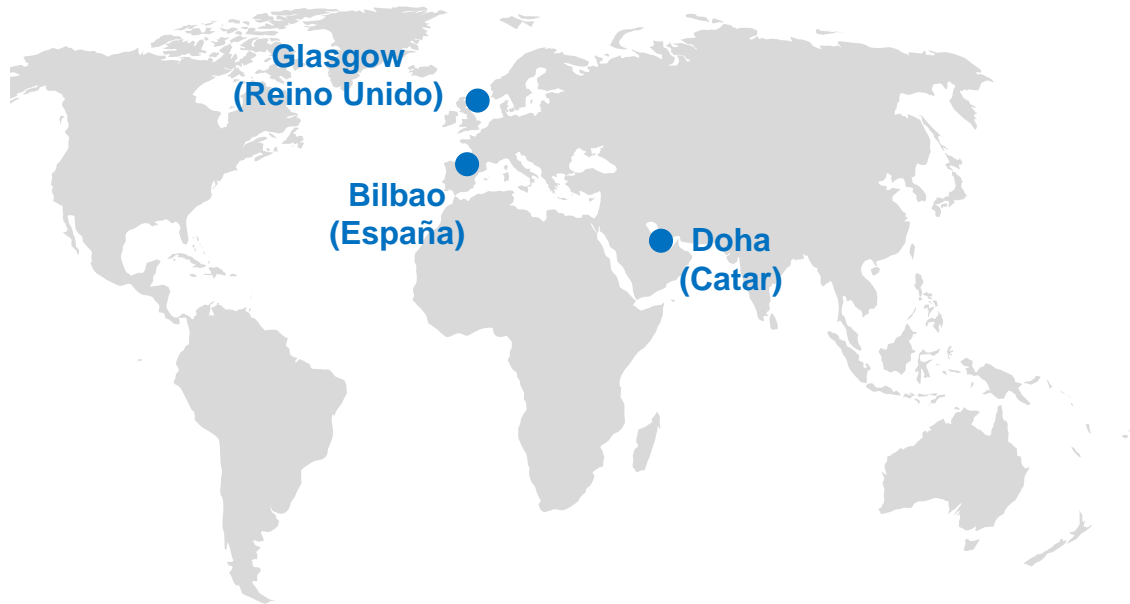 Glasgow
(Reino Unido)
Bilbao
(España)
Doha
(Catar)